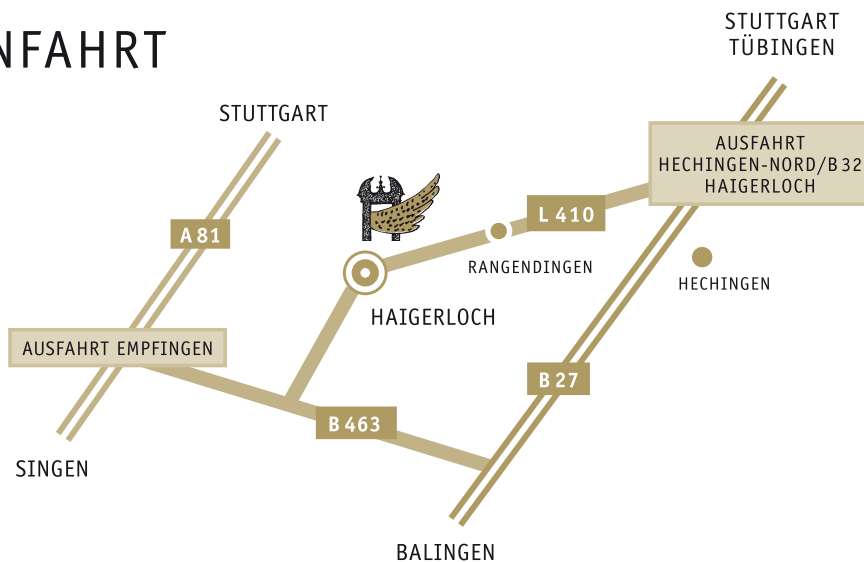 NFAHRT
STUTTGART
TÜBINGEN
STUTTGART
AUSFAHRT
HECHINGEN-NORD/B 32
HAIGERLOCH
L 410
A 81
RANGENDINGEN
HECHINGEN
HAIGERLOCH
AUSFAHRT EMPFINGEN
B 27
B 463
SINGEN
BALINGEN